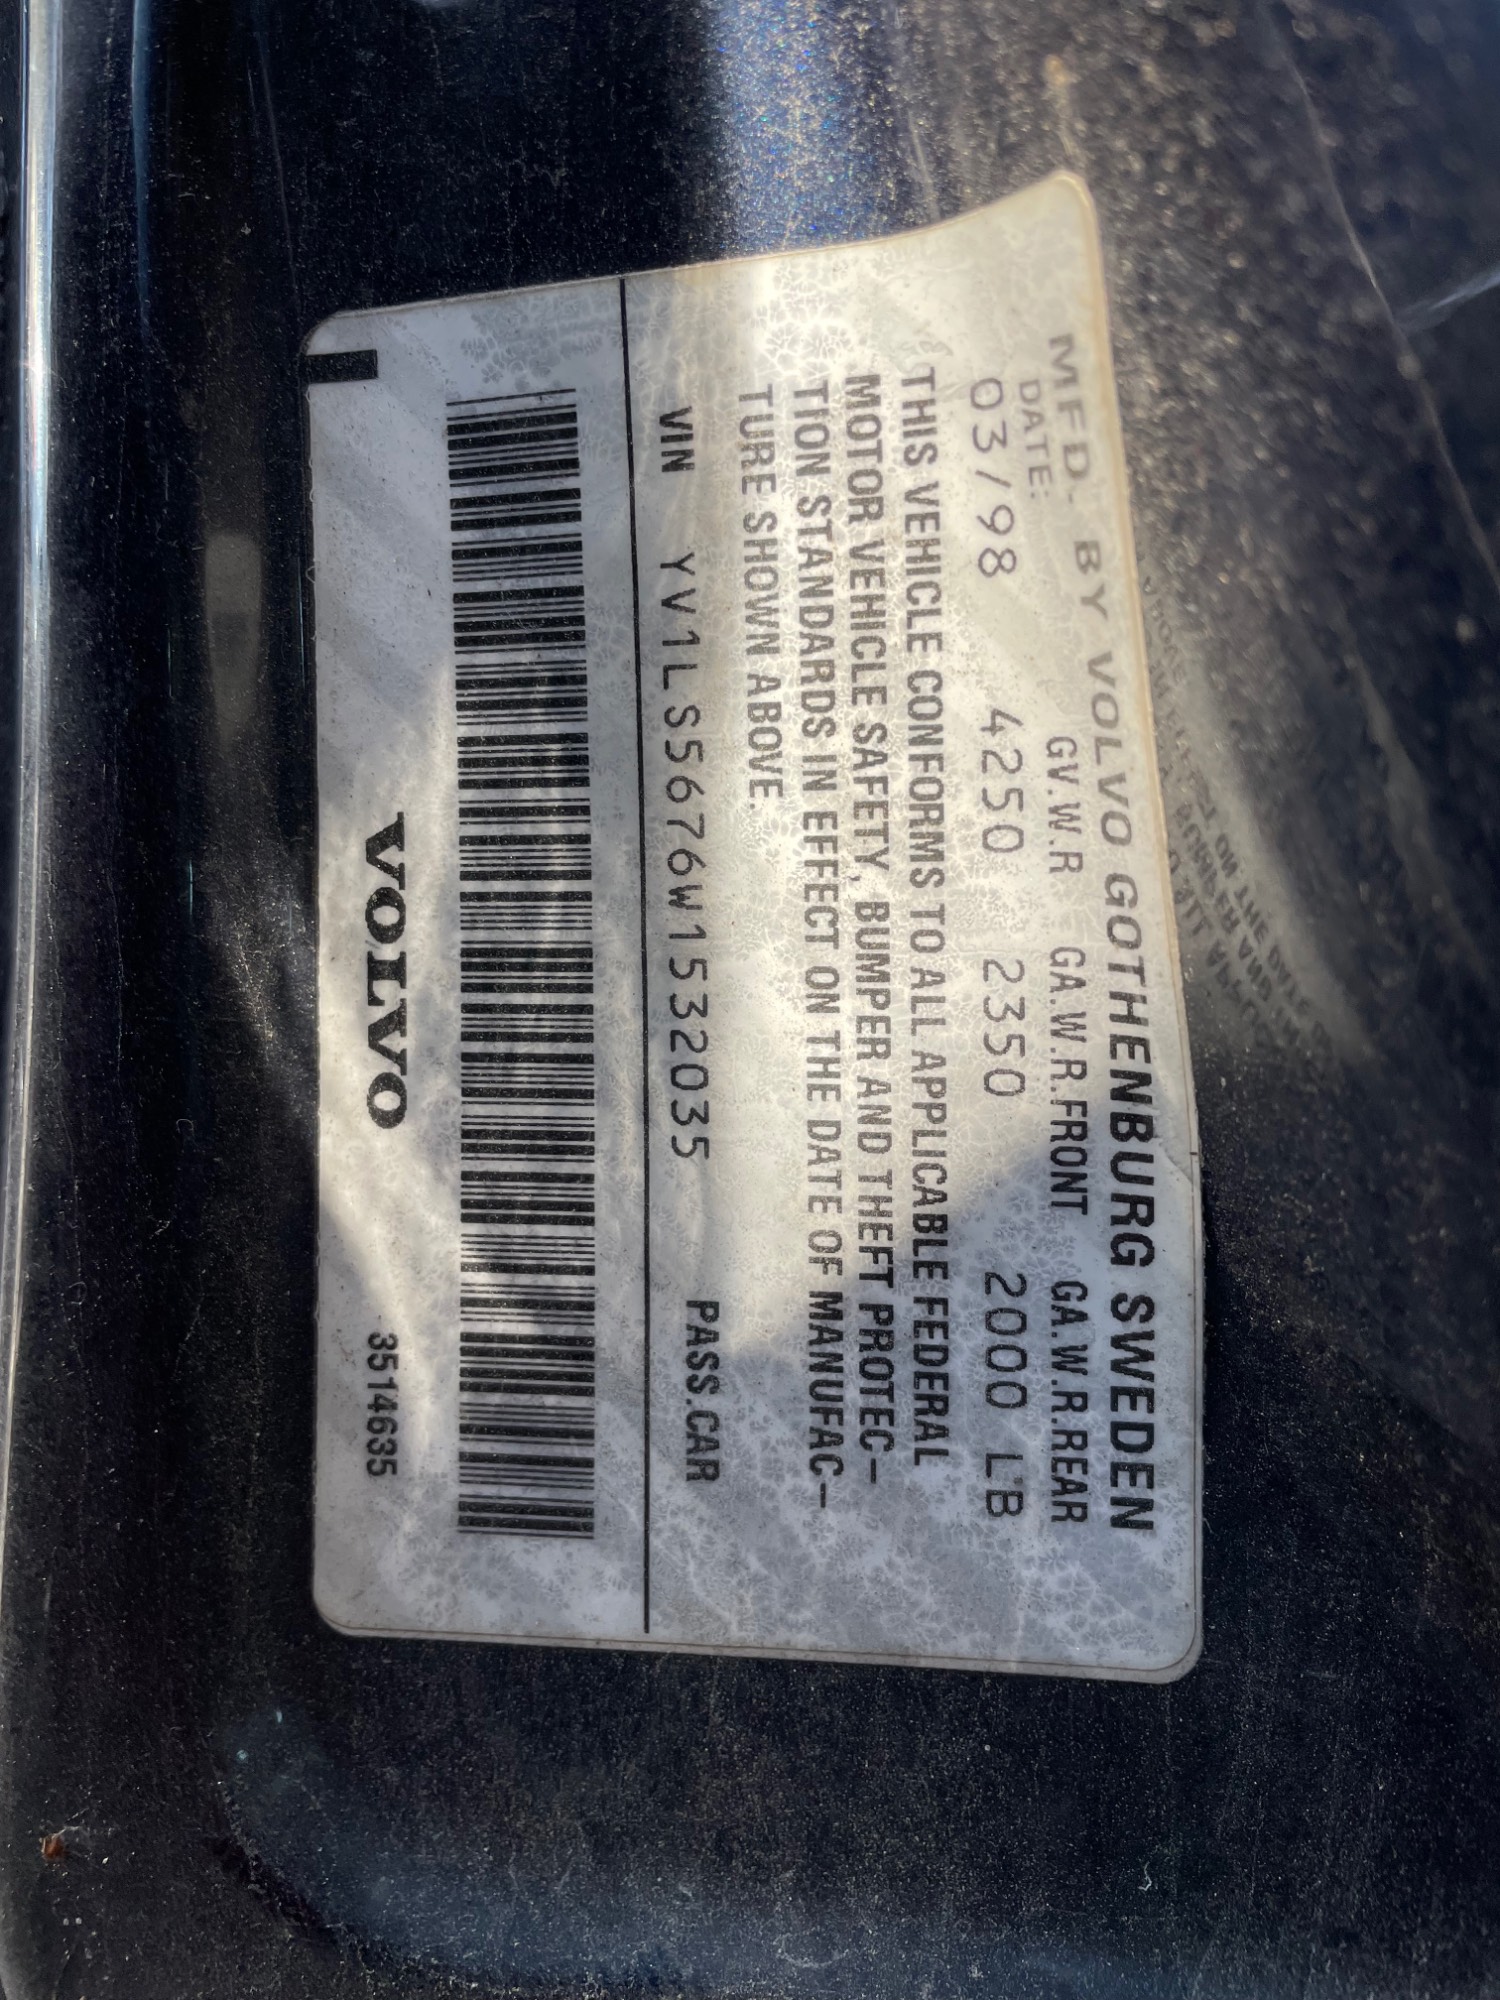 MFD. BY VOLVO GOTHENBURG SWEDEN
DATE: GV.W.R GA.W.R.FRONT GA.W.R.REAR
03/98 4250 2350 2000 LB
THIS VEHICLE CONFORMS TO ALL APPLICABLE FEDERAL
MOTOR VEHICLE SAFETY, BUMPER AND THEFT PROTEC-
TION STANDARDS IN EFFECT ON THE DATE OF MANUFAC-
TURE SHOWN ABOVE.
VIN YV1LS5676W1532035 PASS.CAR
VOLVO 3514635